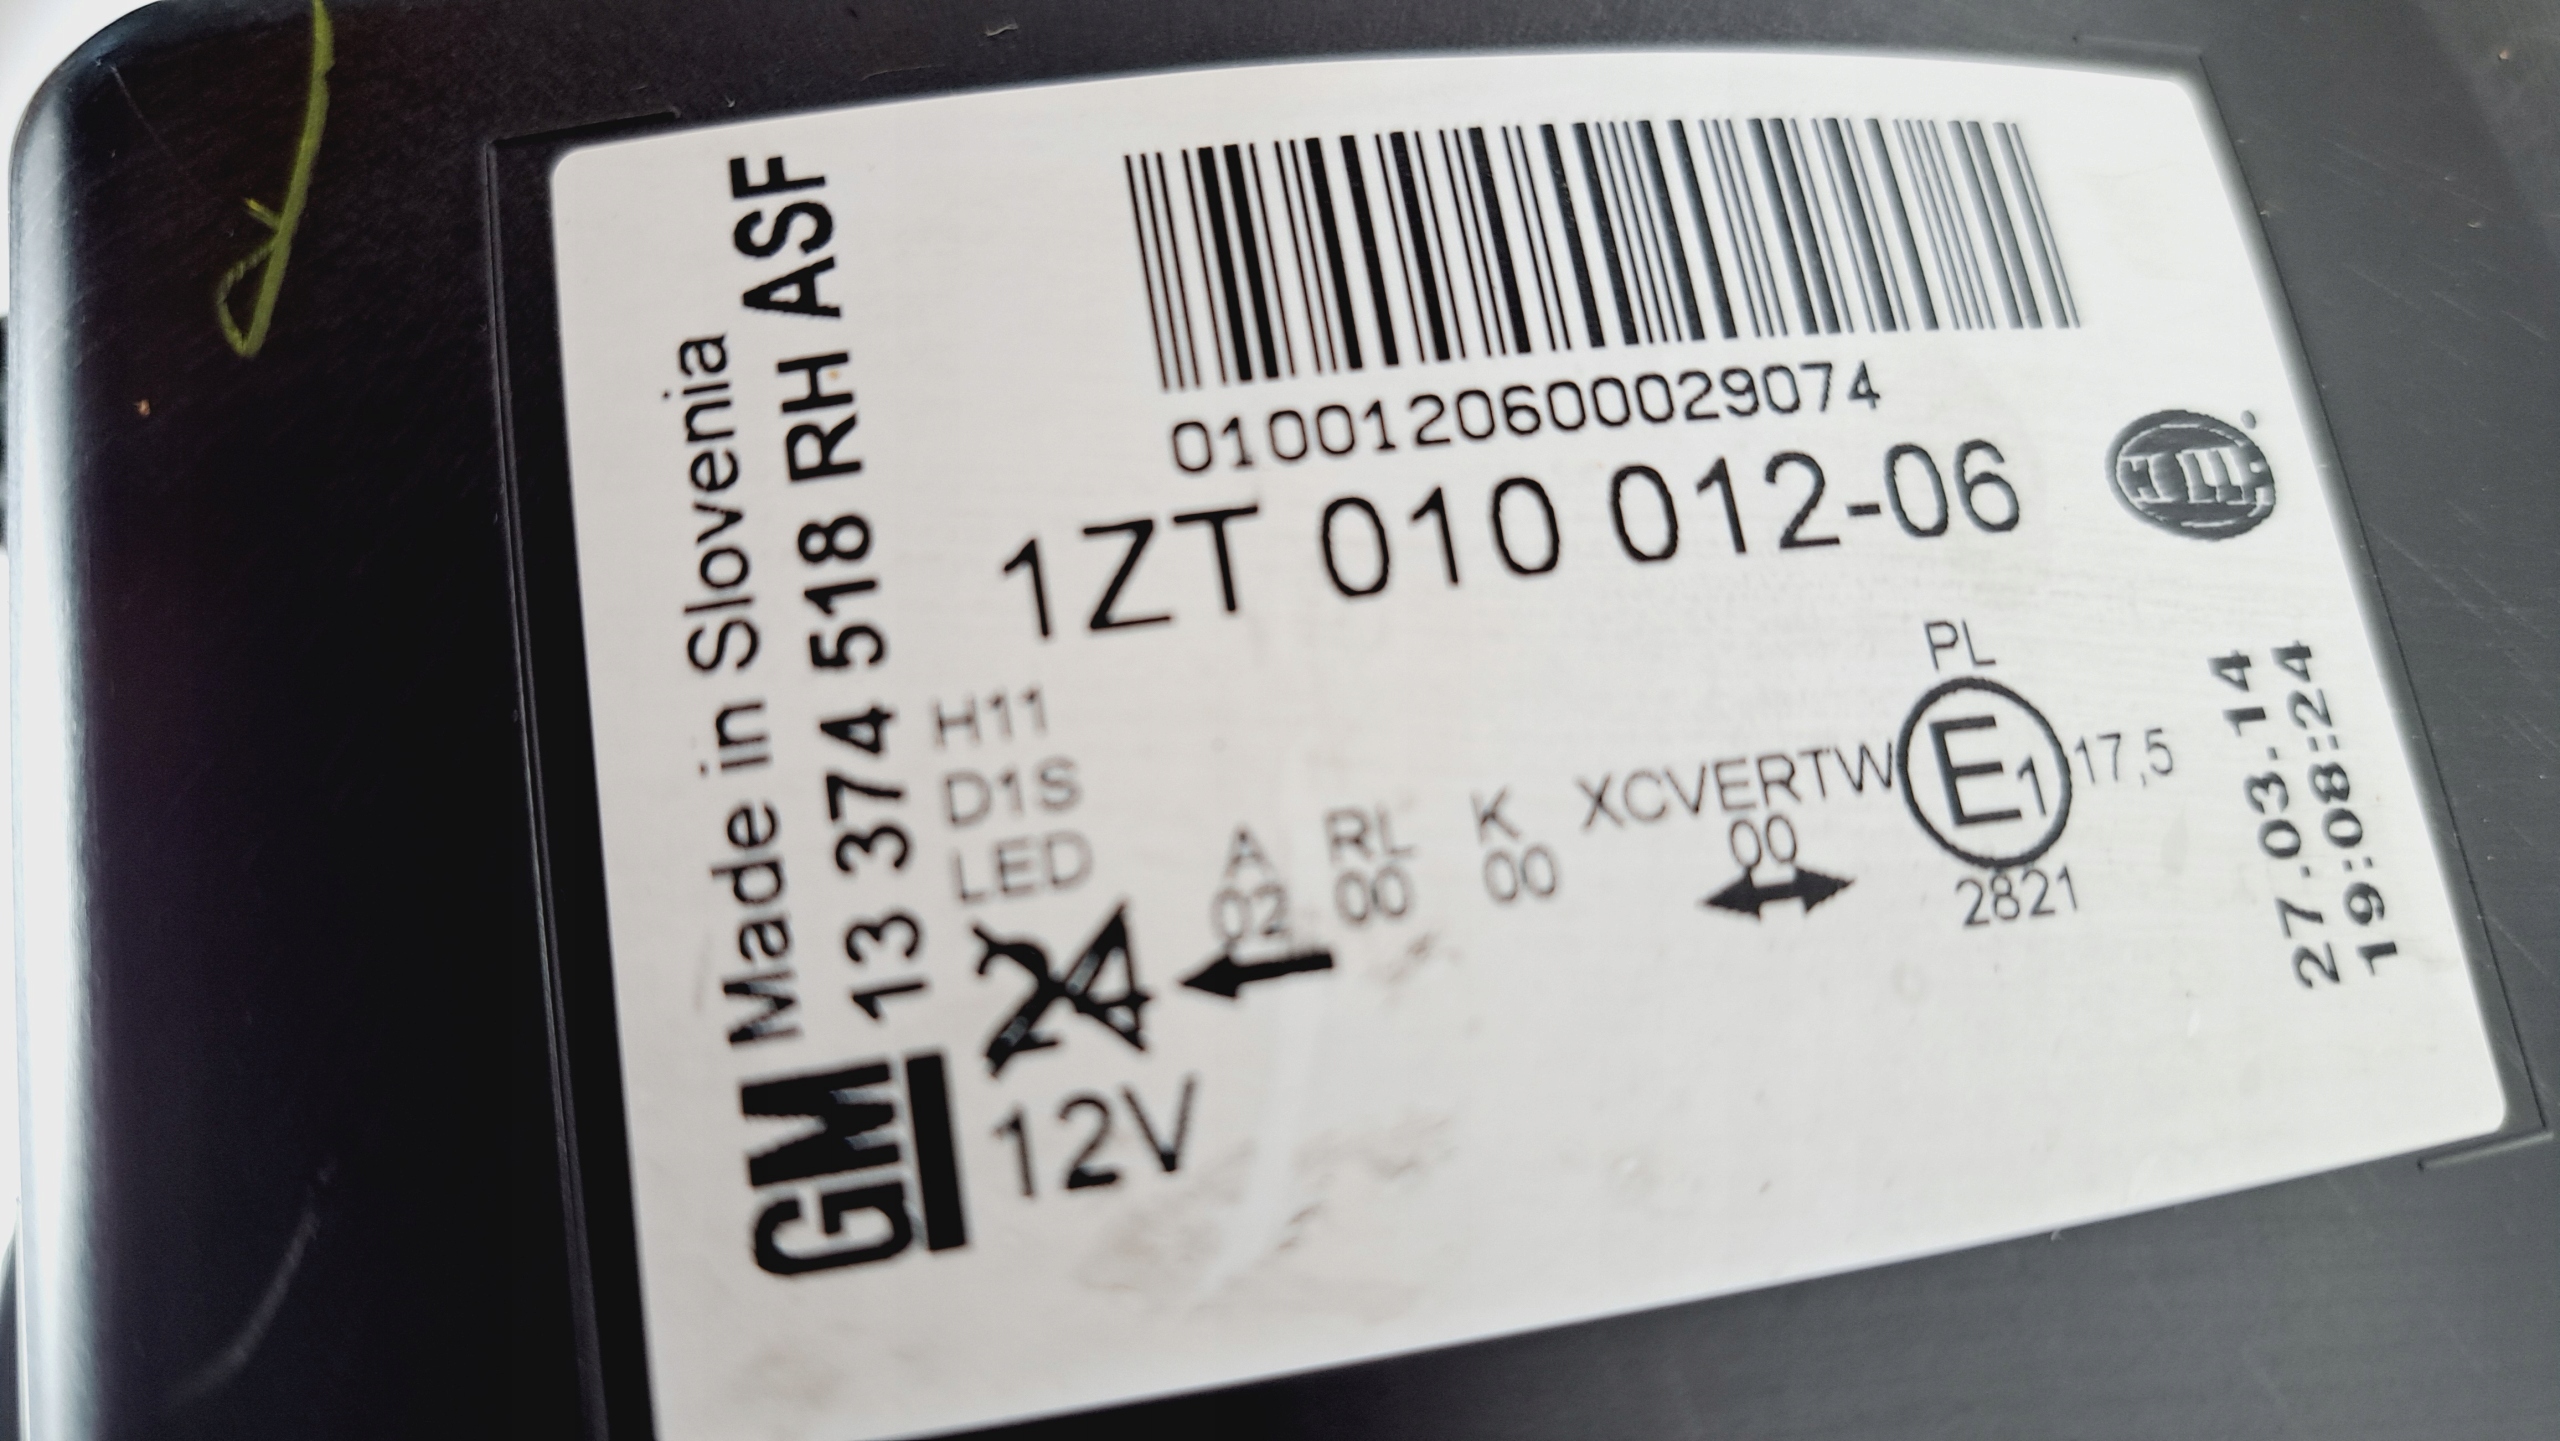 0100120600029074
1ZT 010 012-06
HELLA
Made in Slovenia
13 374 518 RH ASF
GM
H11
D1S
LED
12V
A
02
RL
00
K
00
XCVERTW
00
PL
E1
17,5
2821
27.03.14
19:08:24